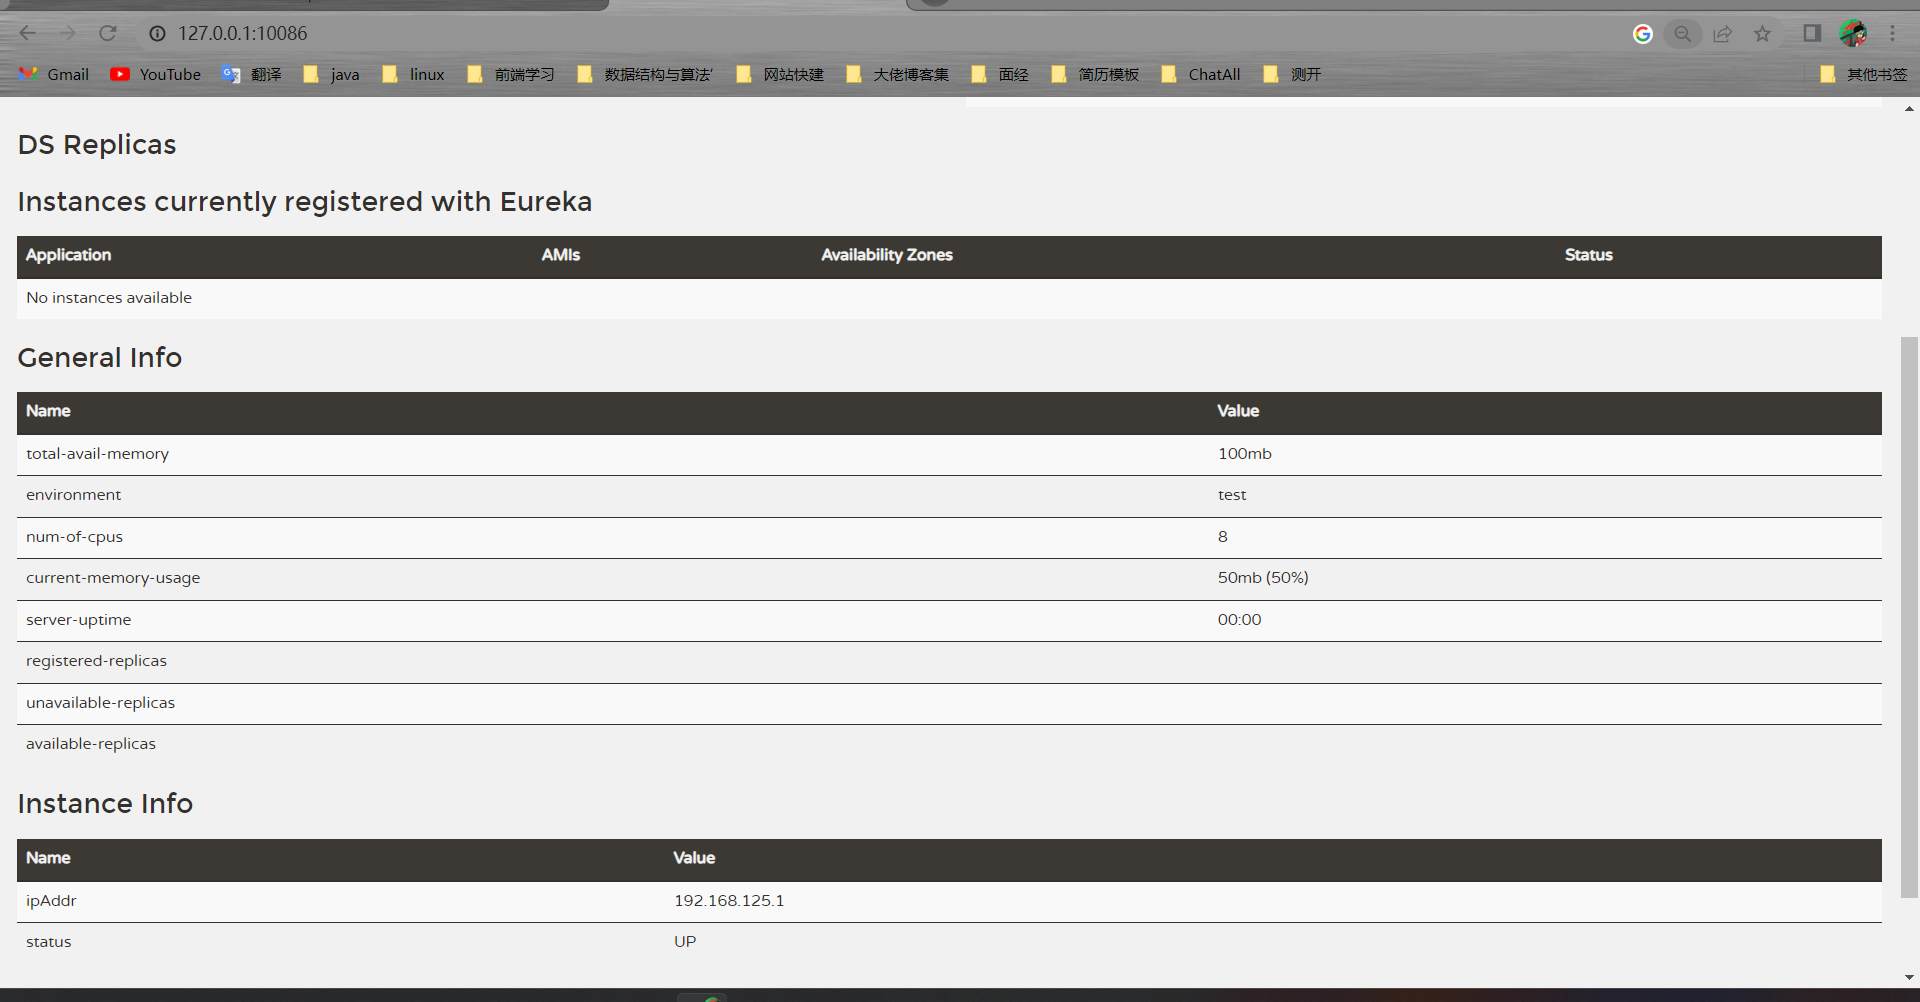 127.0.0.1:10086
Gmail YouTube 翻译 java linux 前端学习 数据结构与算法' 网站快建 大佬博客集 面经 简历模板 ChatAll 测开 其他书签
DS Replicas
Instances currently registered with Eureka
Application AMIs Availability Zones Status
No instances available
General Info
Name Value
total-avail-memory 100mb
environment test
num-of-cpus 8
current-memory-usage 50mb (50%)
server-uptime 00:00
registered-replicas
unavailable-replicas
available-replicas
Instance Info
Name Value
ipAddr 192.168.125.1
status UP